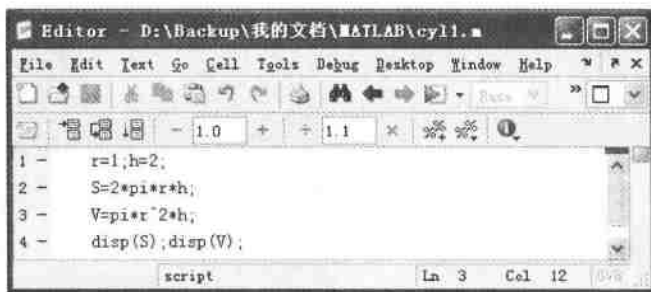 Editor - D:\Backup\我的文档\MATLAB\cyl1.m
File Edit Text Go Cell Tools Debug Desktop Window Help
Base
- 1.0 + ÷ 1.1 ×
1 - r=1;h=2;
2 - S=2*pi*r*h;
3 - V=pi*r^2*h;
4 - disp(S);disp(V);
script Ln 3 Col 12 OVR